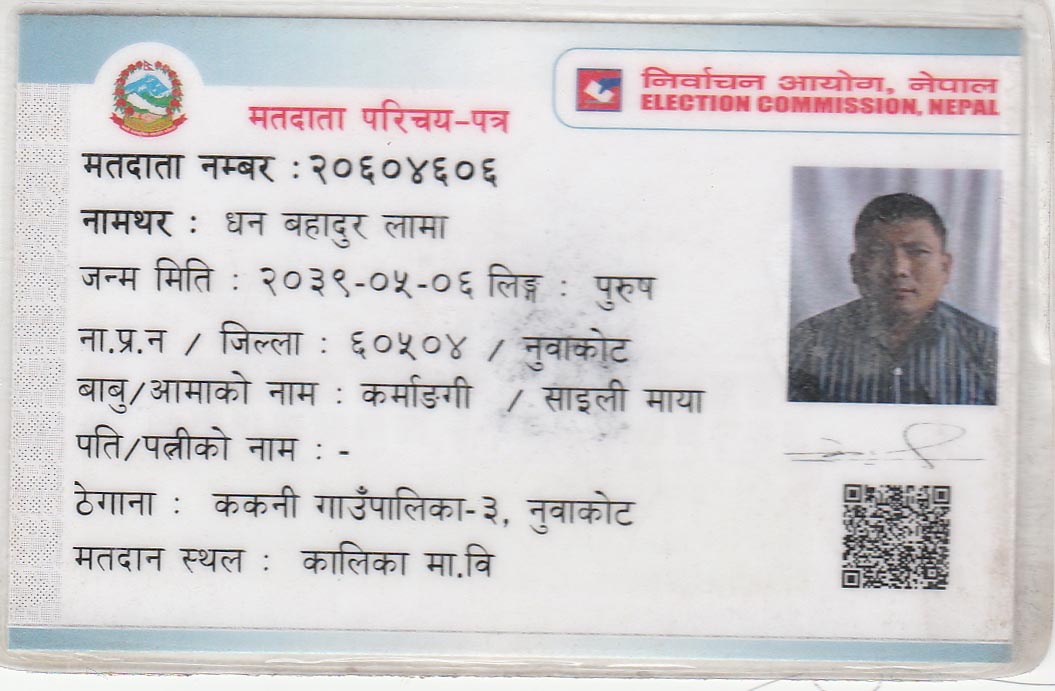 निर्वाचन आयोग, नेपाल
ELECTION COMMISSION, NEPAL
मतदाता परिचय-पत्र
मतदाता नम्बर : २०६०४६०६
नामथर : धन बहादुर लामा
जन्म मिति : २०३९-०५-०६ लिङ्ग : पुरुष
ना.प्र.न / जिल्ला : ६०५०४ / नुवाकोट
बाबु/आमाको नाम : कर्माङगी / साइली माया
पति/पत्नीको नाम : -
ठेगाना : ककनी गाउँपालिका-३, नुवाकोट
मतदान स्थल : कालिका मा.वि